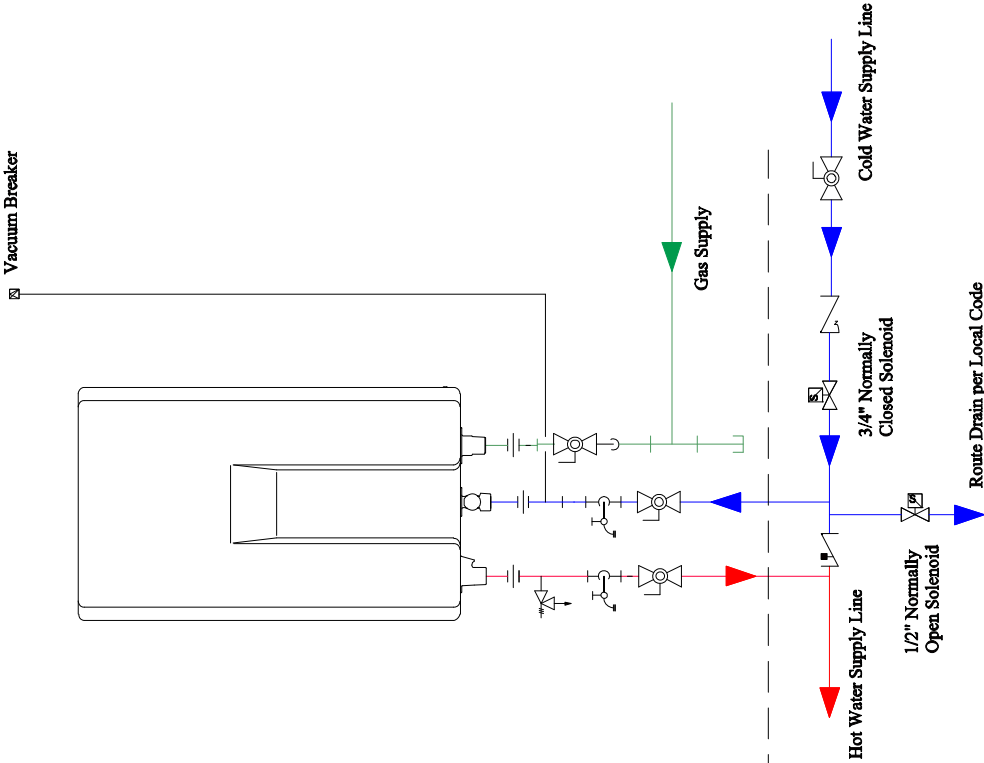 Vacuum Breaker
Gas Supply
Cold Water Supply Line
3/4" Normally
Closed Solenoid
S
Route Drain per Local Code
S
1/2" Normally
Open Solenoid
Hot Water Supply Line